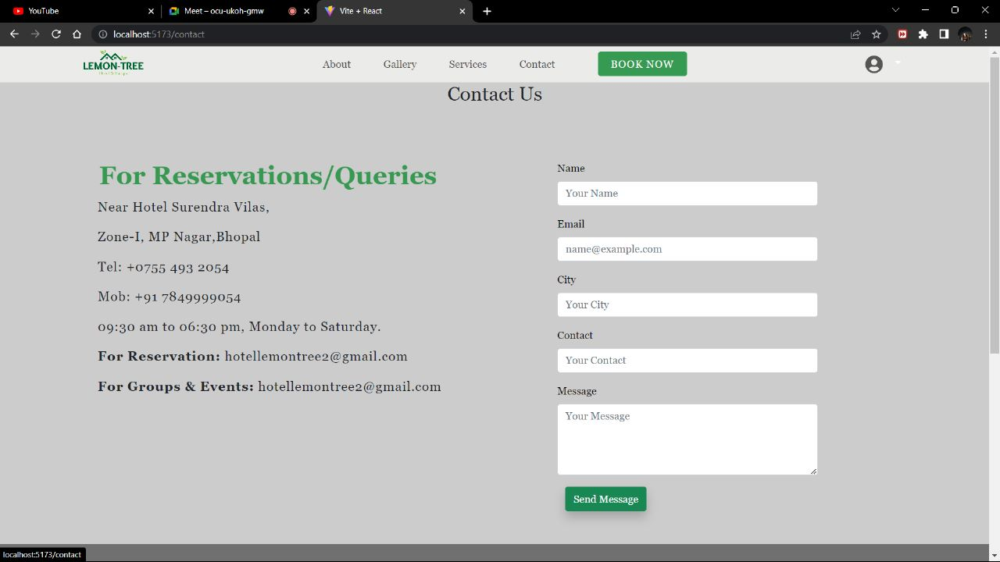 YouTube
Meet – ocu-ukoh-gmw
Vite + React
localhost:5173/contact
LEMON-TREE
About
Gallery
Services
Contact
BOOK NOW
Contact Us
For Reservations/Queries
Near Hotel Surendra Vilas,
Zone-I, MP Nagar,Bhopal
Tel: +0755 493 2054
Mob: +91 7849999054
09:30 am to 06:30 pm, Monday to Saturday.
For Reservation: hotellemontree2@gmail.com
For Groups & Events: hotellemontree2@gmail.com
Name
Your Name
Email
name@example.com
City
Your City
Contact
Your Contact
Message
Your Message
Send Message
localhost:5173/contact